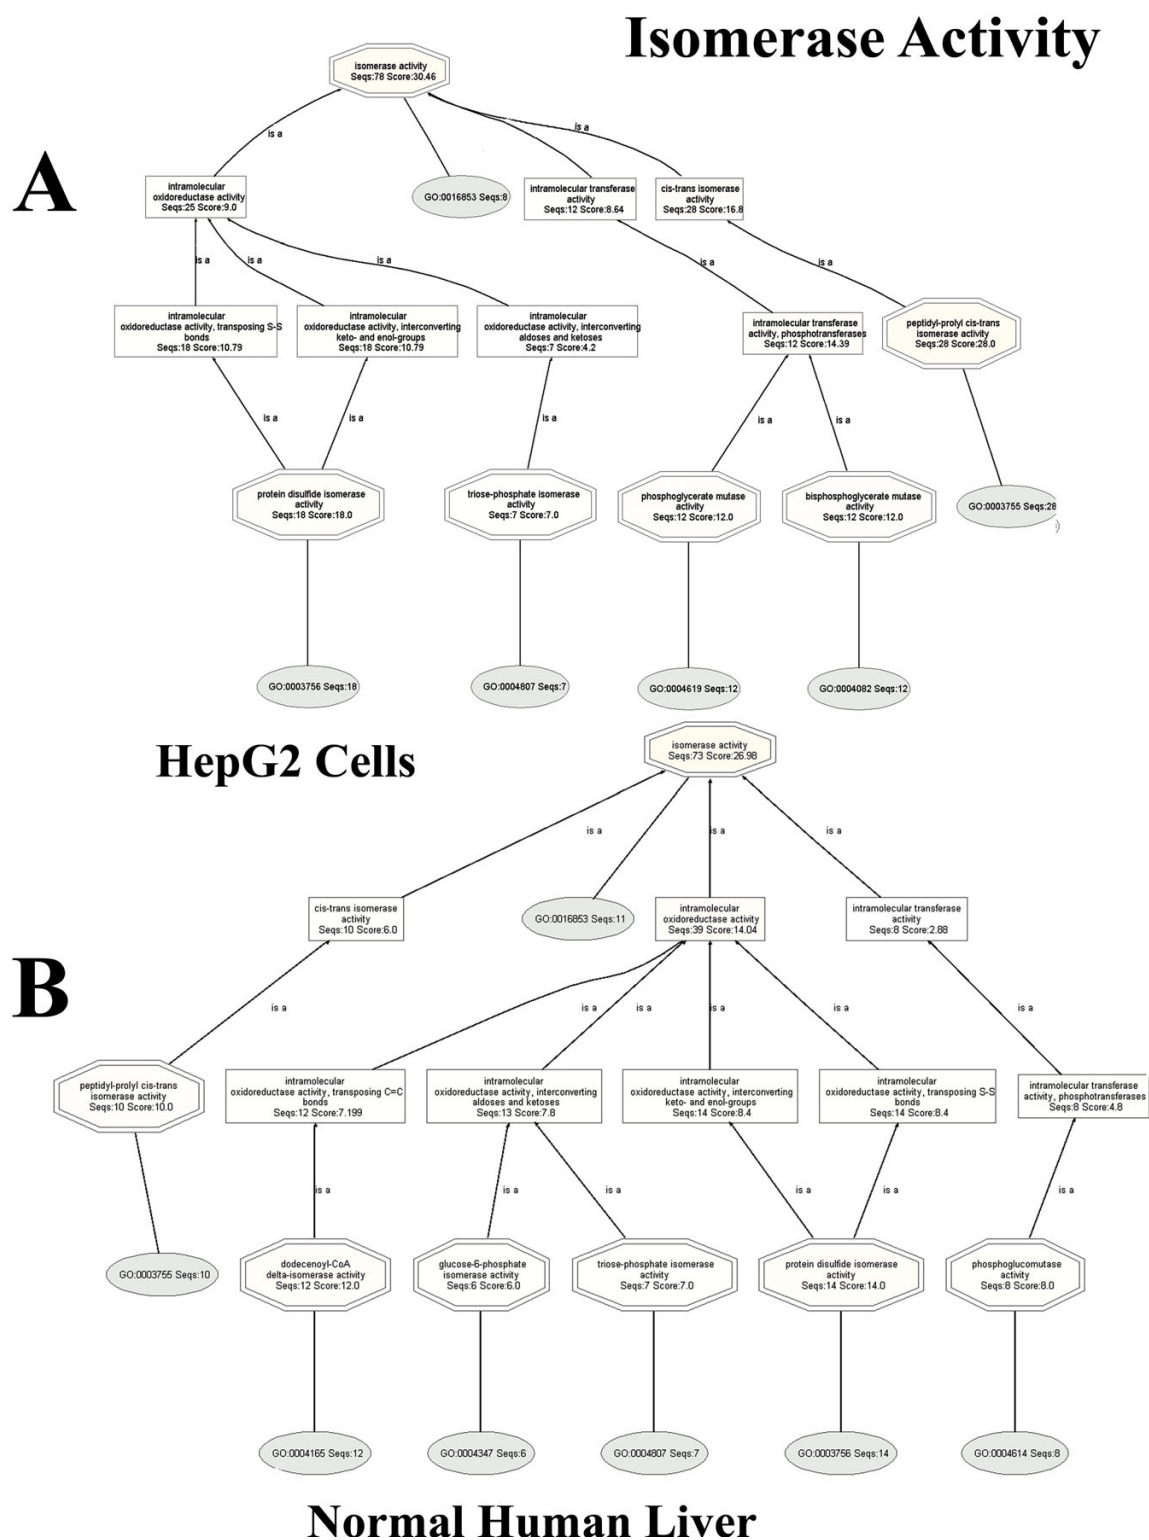 Isomerase Activity
A
isomerase activity
Seqs:78 Score:30.46
is a
is a
intramolecular
oxidoreductase activity
Seqs:25 Score:9.0
GO:0016853 Seqs:8
intramolecular transferase
activity
Seqs:12 Score:8.64
cis-trans isomerase
activity
Seqs:28 Score:16.8
is a
is a
is a
is a
is a
intramolecular
oxidoreductase activity, transposing S-S
bonds
Seqs:18 Score:10.79
intramolecular
oxidoreductase activity, interconverting
keto- and enol-groups
Seqs:18 Score:10.79
intramolecular
oxidoreductase activity, interconverting
aldoses and ketoses
Seqs:7 Score:4.2
intramolecular transferase
activity, phosphotransferases
Seqs:12 Score:14.39
peptidyl-prolyl cis-trans
isomerase activity
Seqs:28 Score:28.0
is a
is a
is a
is a
is a
protein disulfide isomerase
activity
Seqs:18 Score:18.0
triose-phosphate isomerase
activity
Seqs:7 Score:7.0
phosphoglycerate mutase
activity
Seqs:12 Score:12.0
bisphosphoglycerate mutase
activity
Seqs:12 Score:12.0
GO:0003755 Seqs:28
GO:0003756 Seqs:18
GO:0004807 Seqs:7
GO:0004619 Seqs:12
GO:0004082 Seqs:12
HepG2 Cells
B
isomerase activity
Seqs:73 Score:26.98
is a
is a
is a
cis-trans isomerase
activity
Seqs:10 Score:6.0
GO:0016853 Seqs:11
intramolecular
oxidoreductase activity
Seqs:39 Score:14.04
intramolecular transferase
activity
Seqs:8 Score:2.88
is a
is a
is a
is a
is a
is a
peptidyl-prolyl cis-trans
isomerase activity
Seqs:10 Score:10.0
intramolecular
oxidoreductase activity, transposing C=C
bonds
Seqs:12 Score:7.199
intramolecular
oxidoreductase activity, interconverting
aldoses and ketoses
Seqs:13 Score:7.8
intramolecular
oxidoreductase activity, interconverting
keto- and enol-groups
Seqs:14 Score:8.4
intramolecular
oxidoreductase activity, transposing S-S
bonds
Seqs:14 Score:8.4
intramolecular transferase
activity, phosphotransferases
Seqs:8 Score:4.8
is a
is a
is a
is a
is a
is a
GO:0003755 Seqs:10
dodecenoyl-CoA
delta-isomerase activity
Seqs:12 Score:12.0
glucose-6-phosphate
isomerase activity
Seqs:6 Score:6.0
triose-phosphate isomerase
activity
Seqs:7 Score:7.0
protein disulfide isomerase
activity
Seqs:14 Score:14.0
phosphoglucomutase
activity
Seqs:8 Score:8.0
GO:0004165 Seqs:12
GO:0004347 Seqs:6
GO:0004807 Seqs:7
GO:0003756 Seqs:14
GO:0004614 Seqs:8
Normal Human Liver